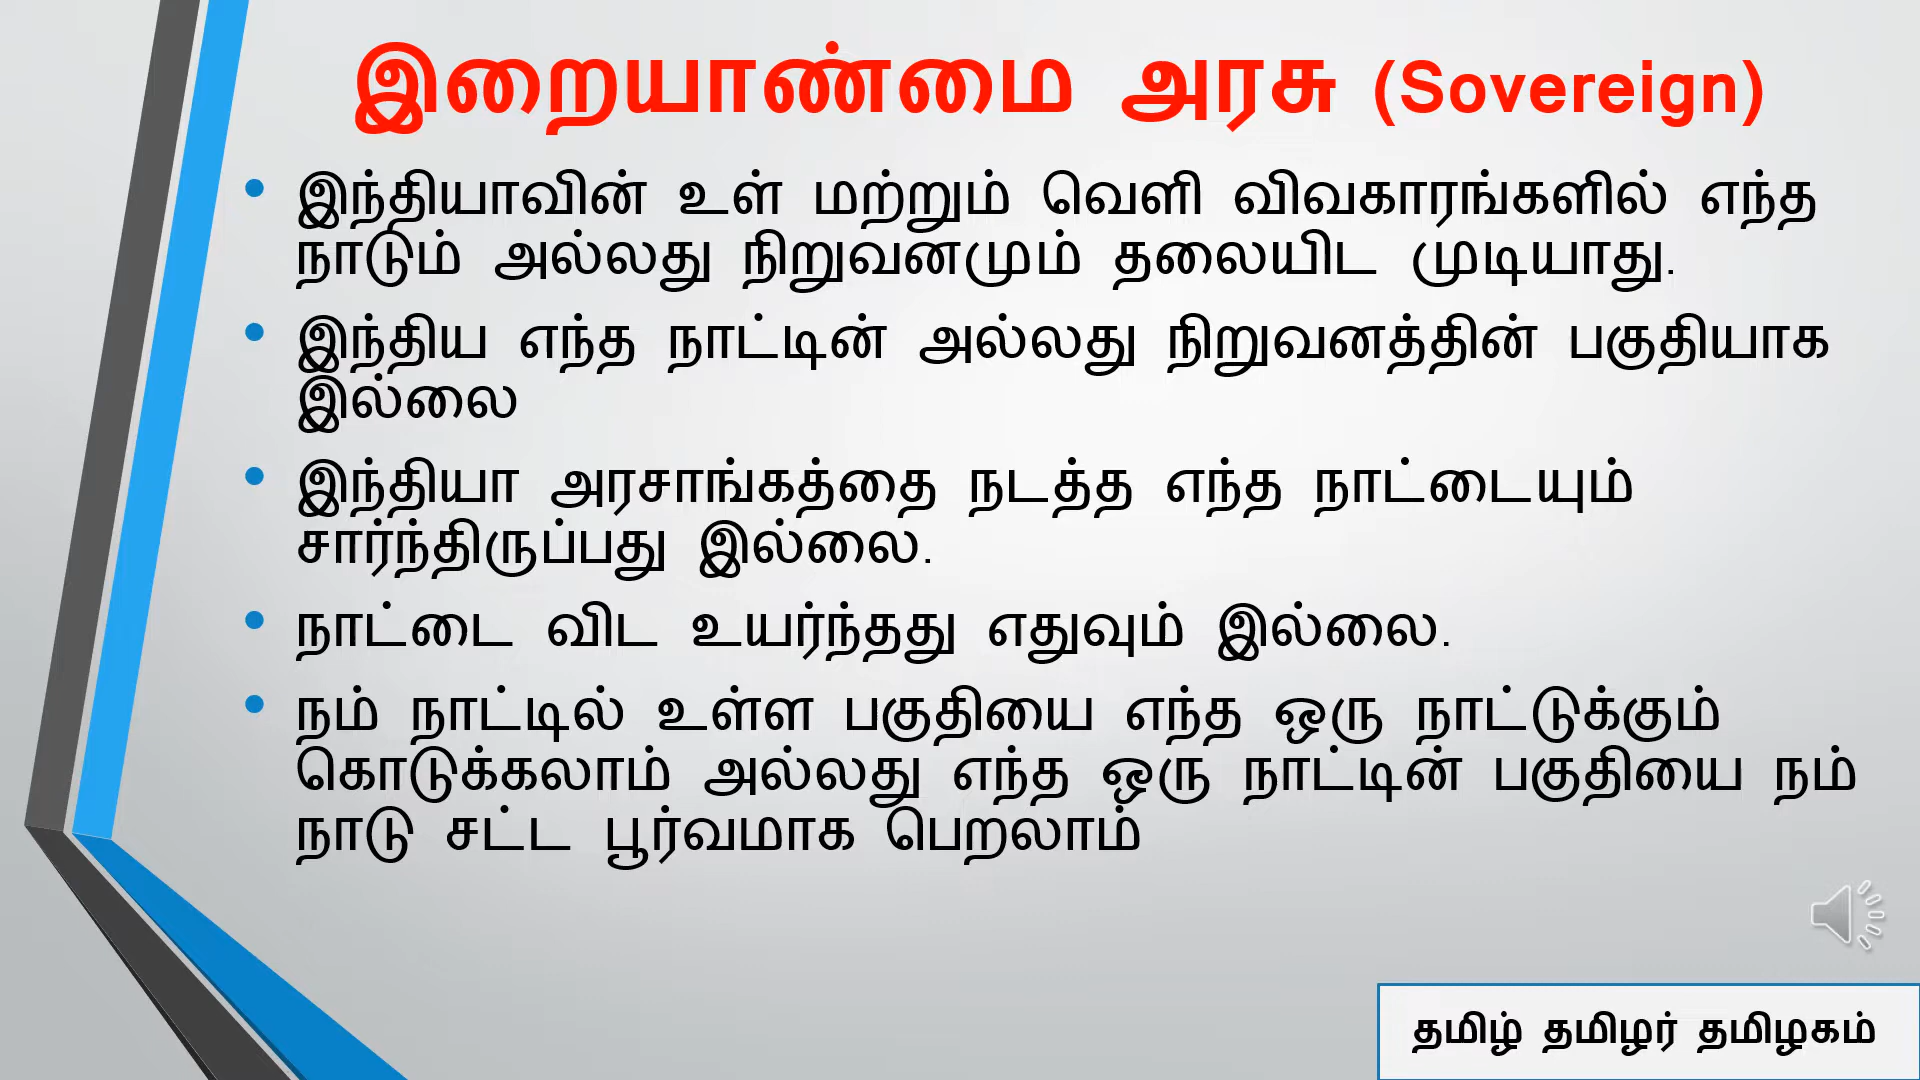 இறையாண்மை அரசு (Sovereign)
• இந்தியாவின் உள் மற்றும் வெளி விவகாரங்களில் எந்த
நாடும் அல்லது நிறுவனமும் தலையிட முடியாது.
• இந்திய எந்த நாட்டின் அல்லது நிறுவனத்தின் பகுதியாக
இல்லை
• இந்தியா அரசாங்கத்தை நடத்த எந்த நாட்டையும்
சார்ந்திருப்பது இல்லை.
• நாட்டை விட உயர்ந்தது எதுவும் இல்லை.
• நம் நாட்டில் உள்ள பகுதியை எந்த ஒரு நாட்டுக்கும்
கொடுக்கலாம் அல்லது எந்த ஒரு நாட்டின் பகுதியை நம்
நாடு சட்ட பூர்வமாக பெறலாம்
தமிழ் தமிழர் தமிழகம்